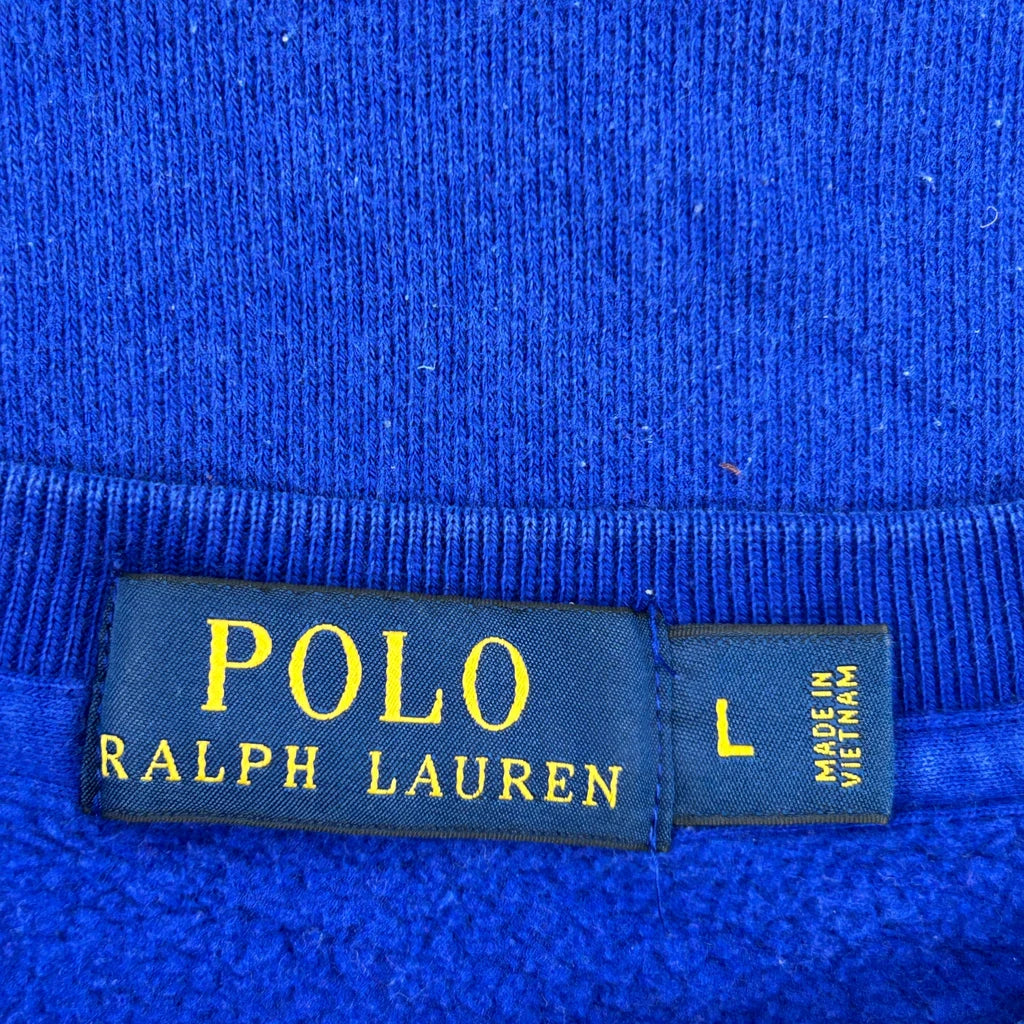 POLO
RALPH LAUREN
L
MADE IN
VIETNAM